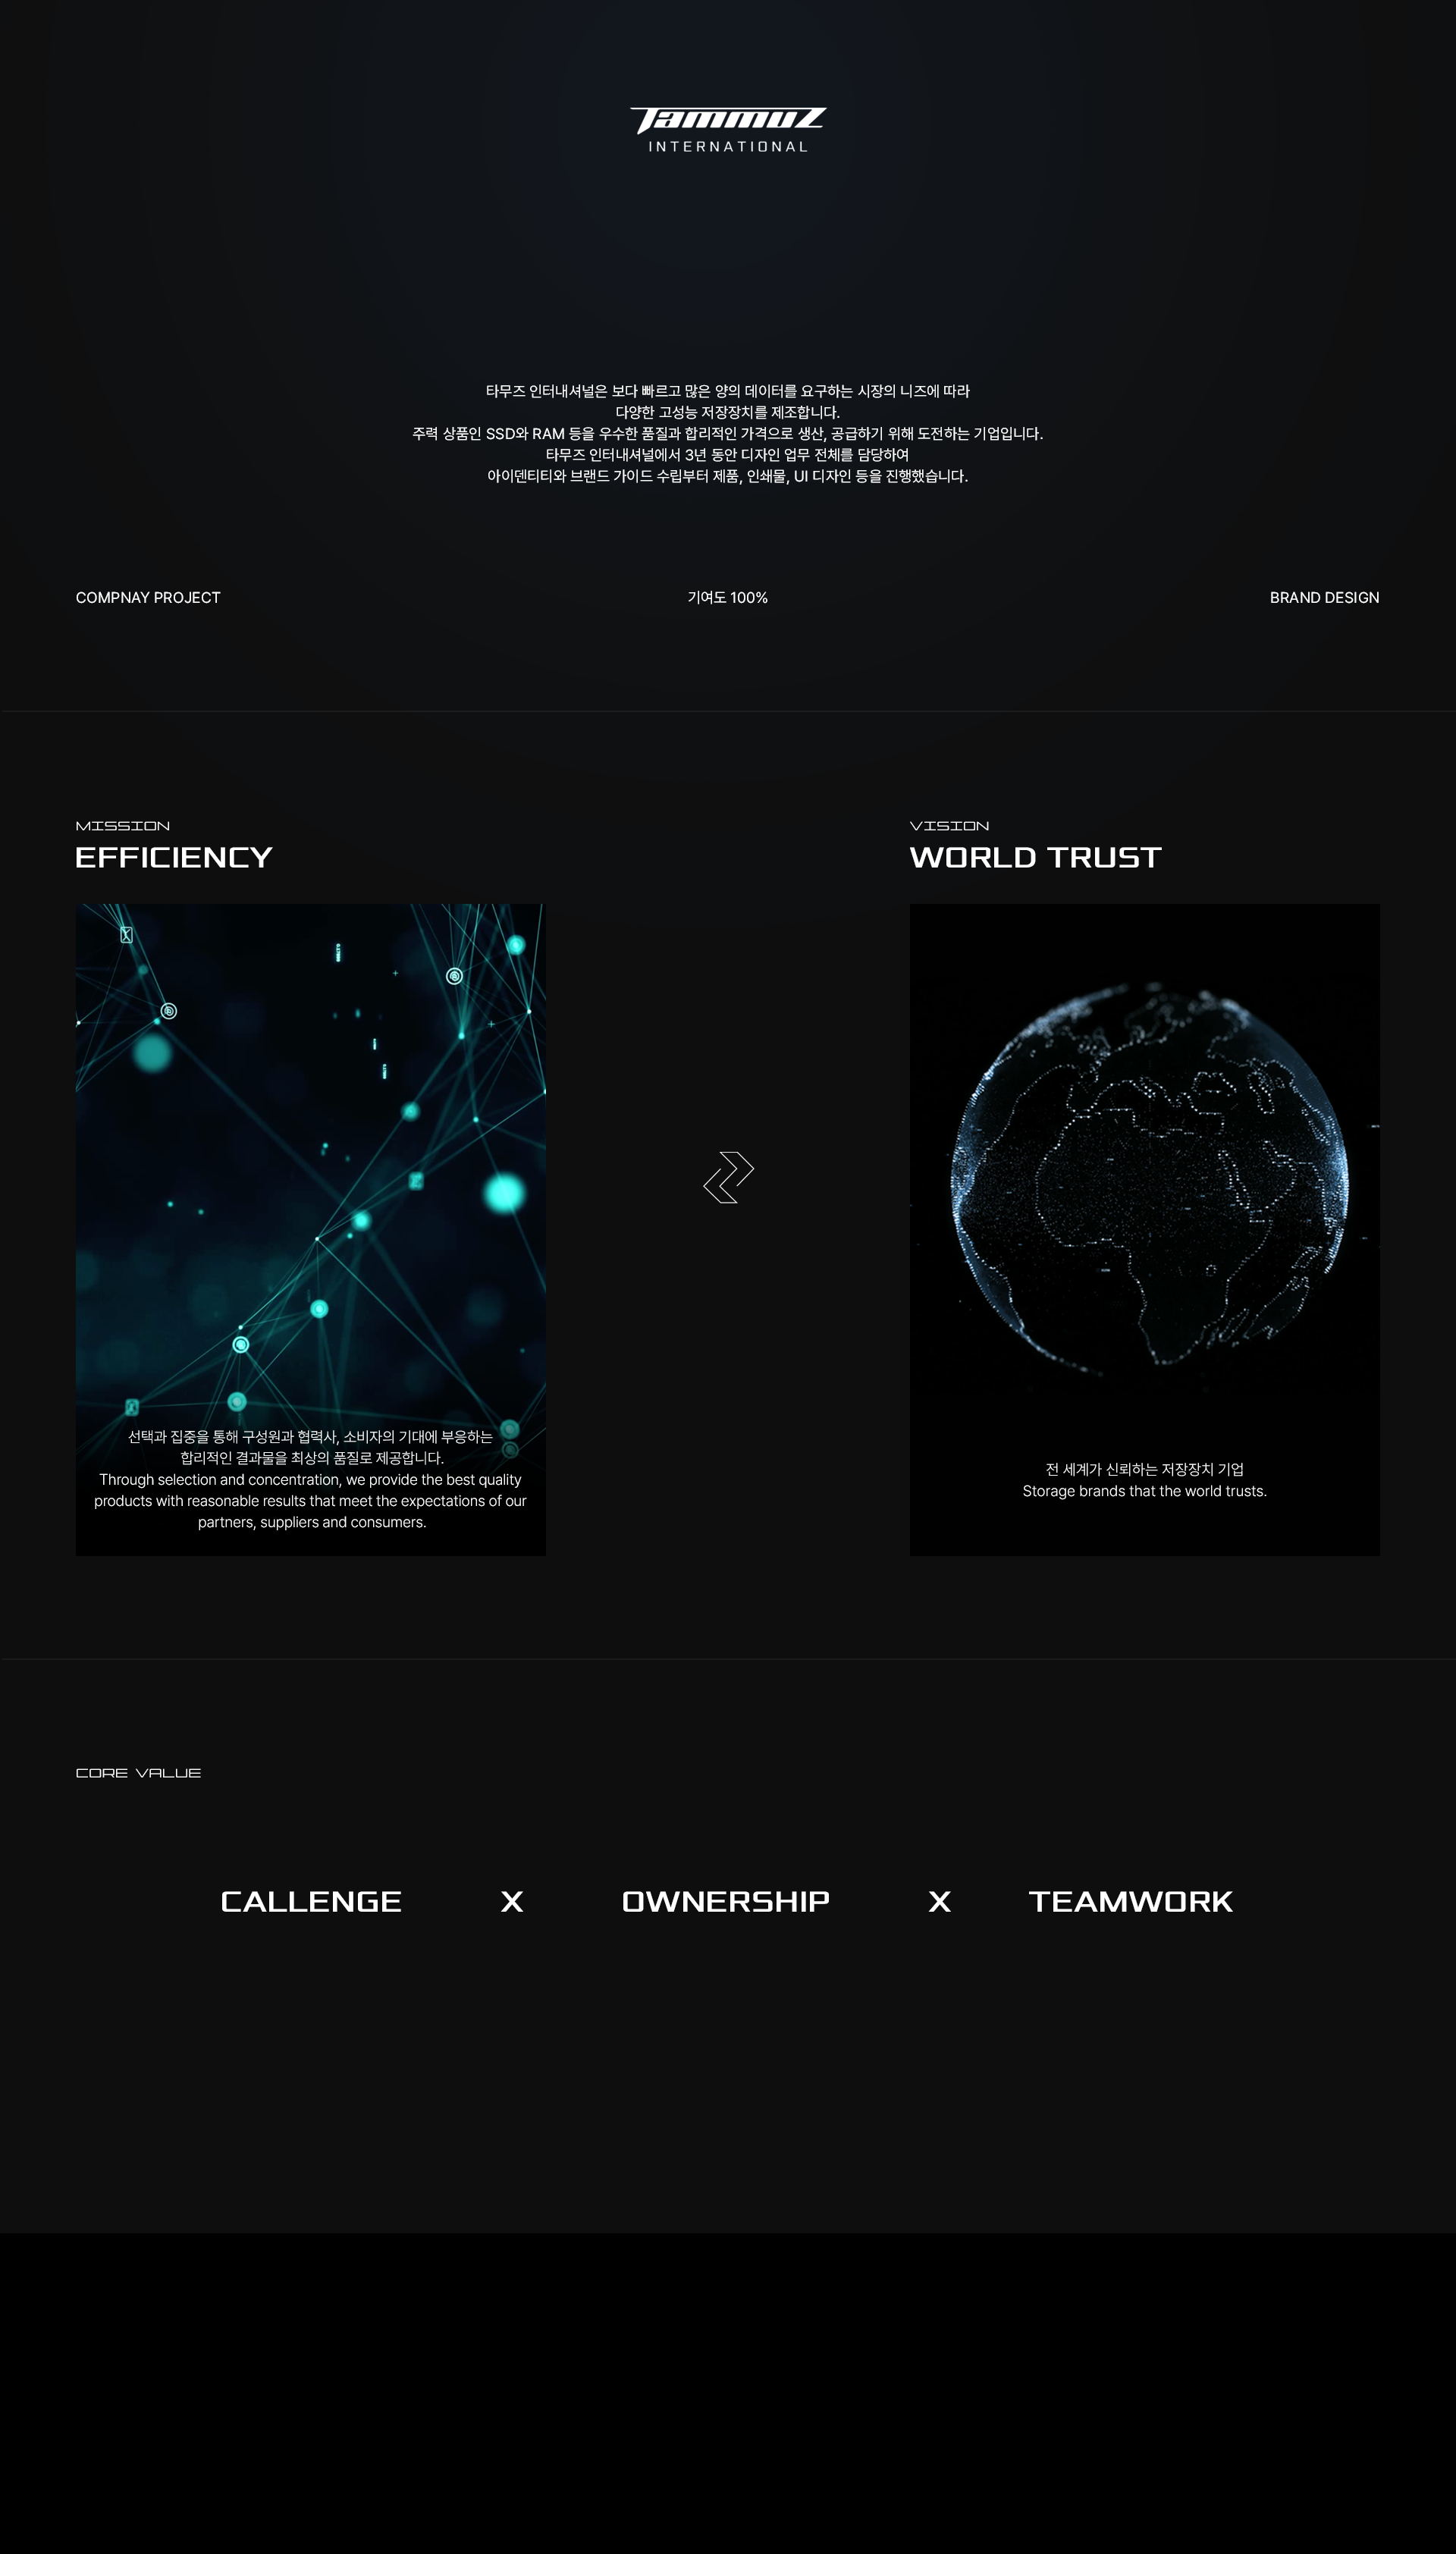 Tammuz
INTERNATIONAL
타무즈 인터내셔널은 보다 빠르고 많은 양의 데이터를 요구하는 시장의 니즈에 따라
다양한 고성능 저장장치를 제조합니다.
주력 상품인 SSD와 RAM 등을 우수한 품질과 합리적인 가격으로 생산, 공급하기 위해 도전하는 기업입니다.
타무즈 인터내셔널에서 3년 동안 디자인 업무 전체를 담당하여
아이덴티티와 브랜드 가이드 수립부터 제품, 인쇄물, UI 디자인 등을 진행했습니다.
COMPNAY PROJECT
기여도 100%
BRAND DESIGN
MISSION
EFFICIENCY
선택과 집중을 통해 구성원과 협력사, 소비자의 기대에 부응하는
합리적인 결과물을 최상의 품질로 제공합니다.
Through selection and concentration, we provide the best quality
products with reasonable results that meet the expectations of our
partners, suppliers and consumers.
VISION
WORLD TRUST
전 세계가 신뢰하는 저장장치 기업
Storage brands that the world trusts.
CORE VALUE
CALLENGE X OWNERSHIP X TEAMWORK